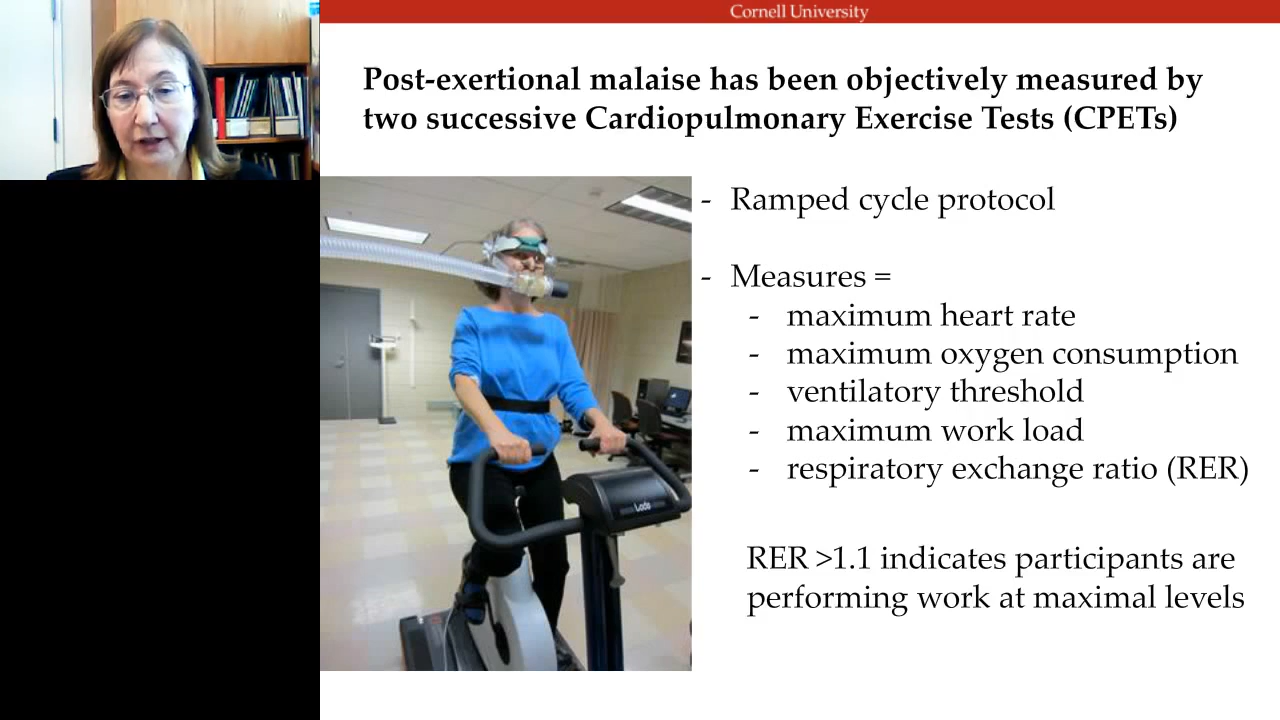 Cornell University
Post-exertional malaise has been objectively measured by
two successive Cardiopulmonary Exercise Tests (CPETs)
- Ramped cycle protocol
- Measures =
- maximum heart rate
- maximum oxygen consumption
- ventilatory threshold
- maximum work load
- respiratory exchange ratio (RER)
Lode
RER >1.1 indicates participants are
performing work at maximal levels